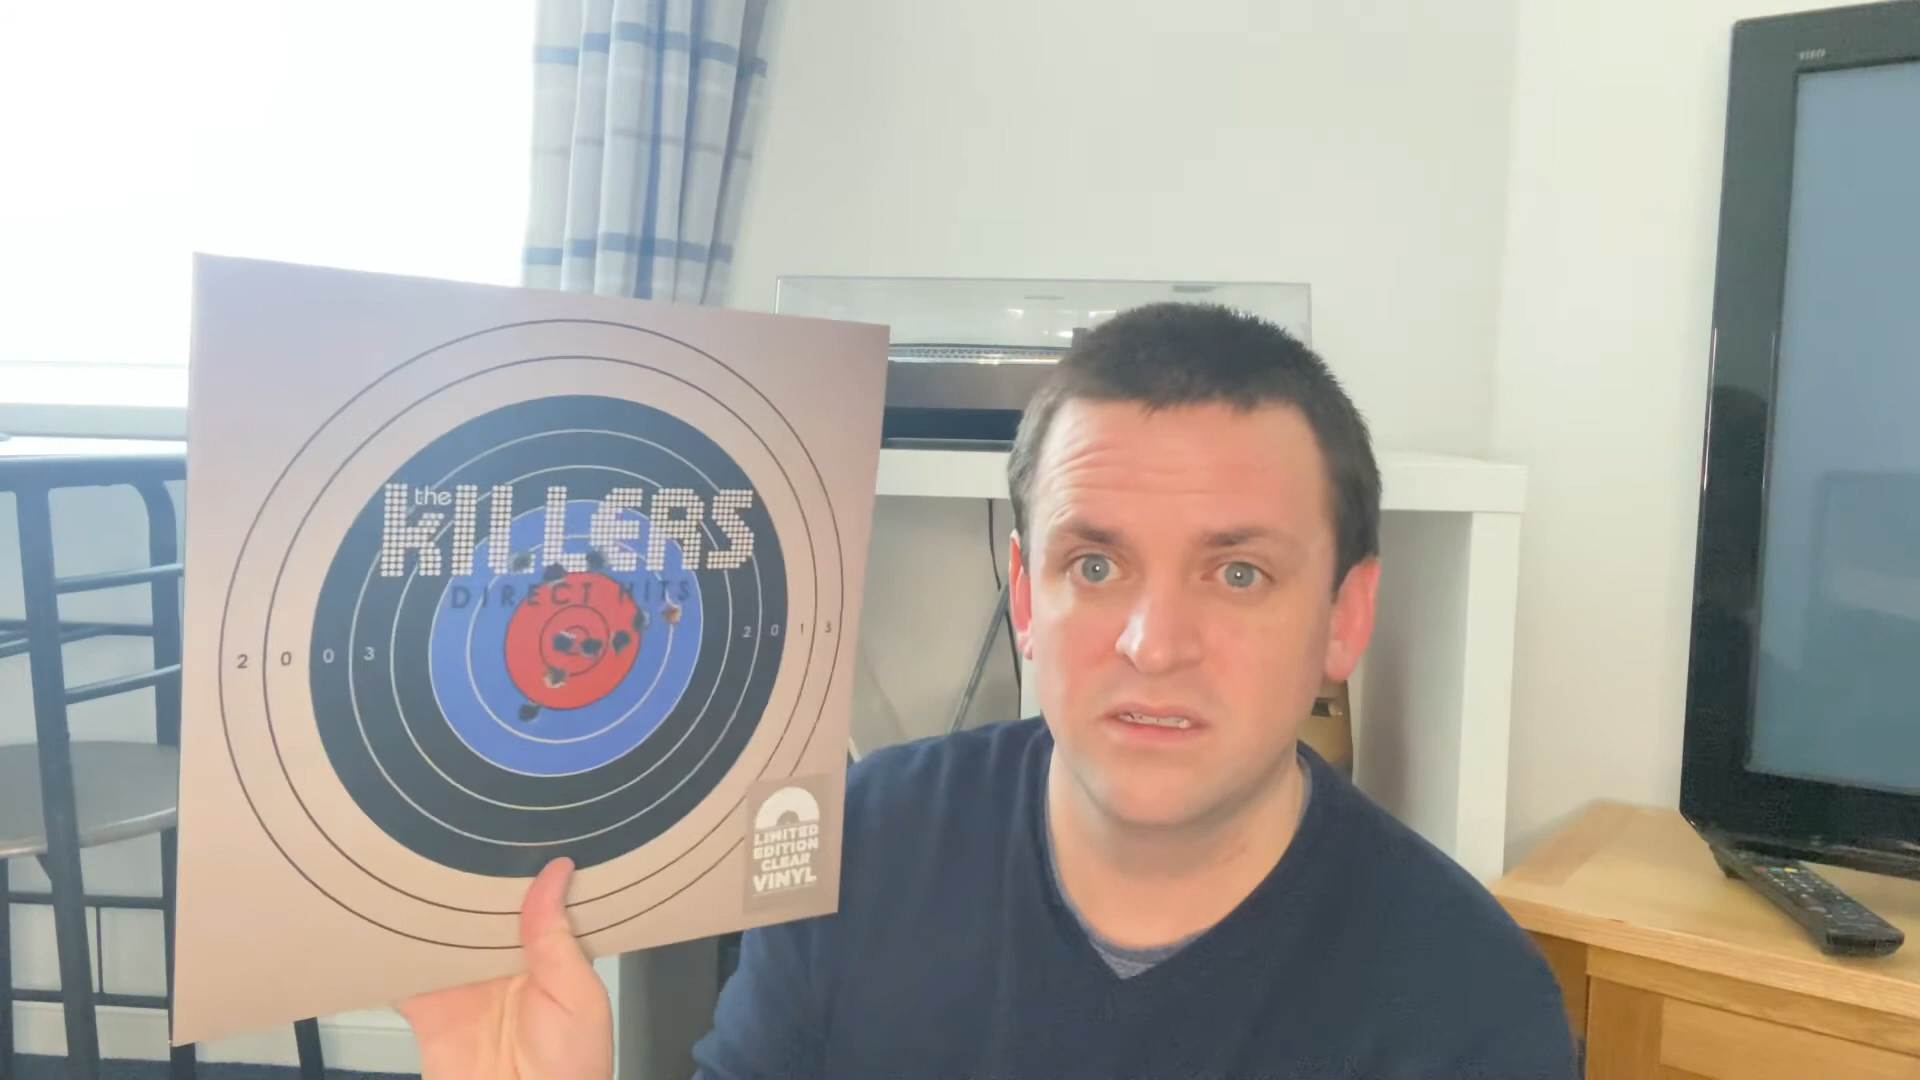 the
KILLERS
DIRECT HITS
2003
2013
LIMITED
EDITION
CLEAR
VINYL